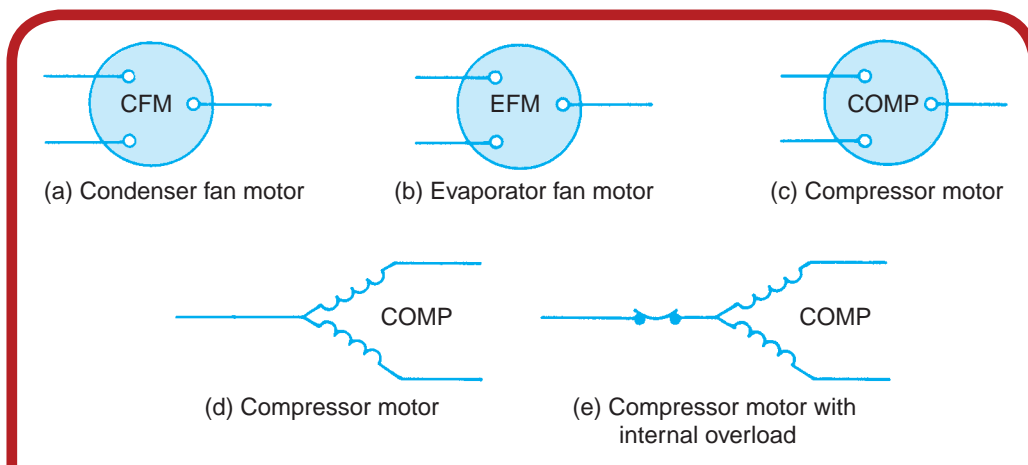 CFM
EFM
COMP
(a) Condenser fan motor
(b) Evaporator fan motor
(c) Compressor motor
COMP
COMP
(d) Compressor motor
(e) Compressor motor with
internal overload